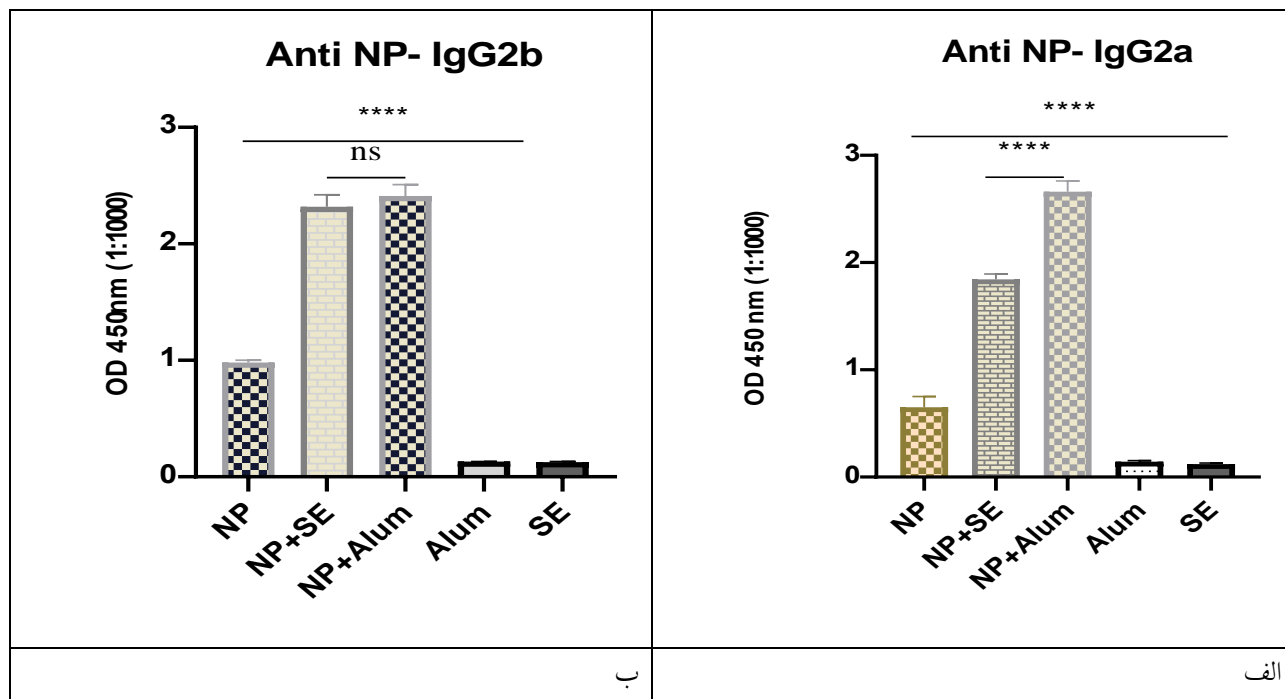 Anti NP- IgG2b
****
ns
OD 450nm (1:1000)
3
2
1
0
NP
NP+SE
NP+Alum
Alum
SE
ب
Anti NP- IgG2a
****
****
OD 450 nm (1:1000)
3
2
1
0
NP
NP+SE
NP+Alum
Alum
SE
الف